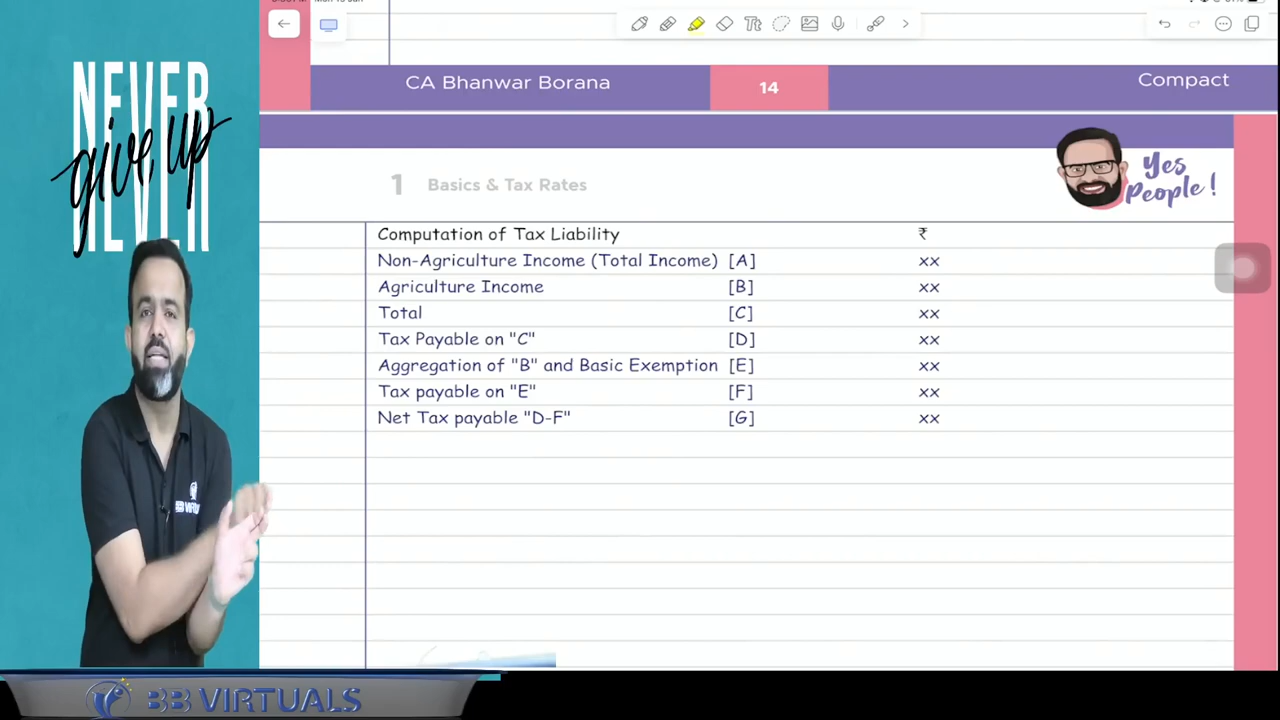 NEVER
give up
NEVER
CA Bhanwar Borana 14 Compact
Yes
People !
1 Basics & Tax Rates
Computation of Tax Liability ₹
Non-Agriculture Income (Total Income) [A] xx
Agriculture Income [B] xx
Total [C] xx
Tax Payable on "C" [D] xx
Aggregation of "B" and Basic Exemption [E] xx
Tax payable on "E" [F] xx
Net Tax payable "D-F" [G] xx
BB VIRTUALS